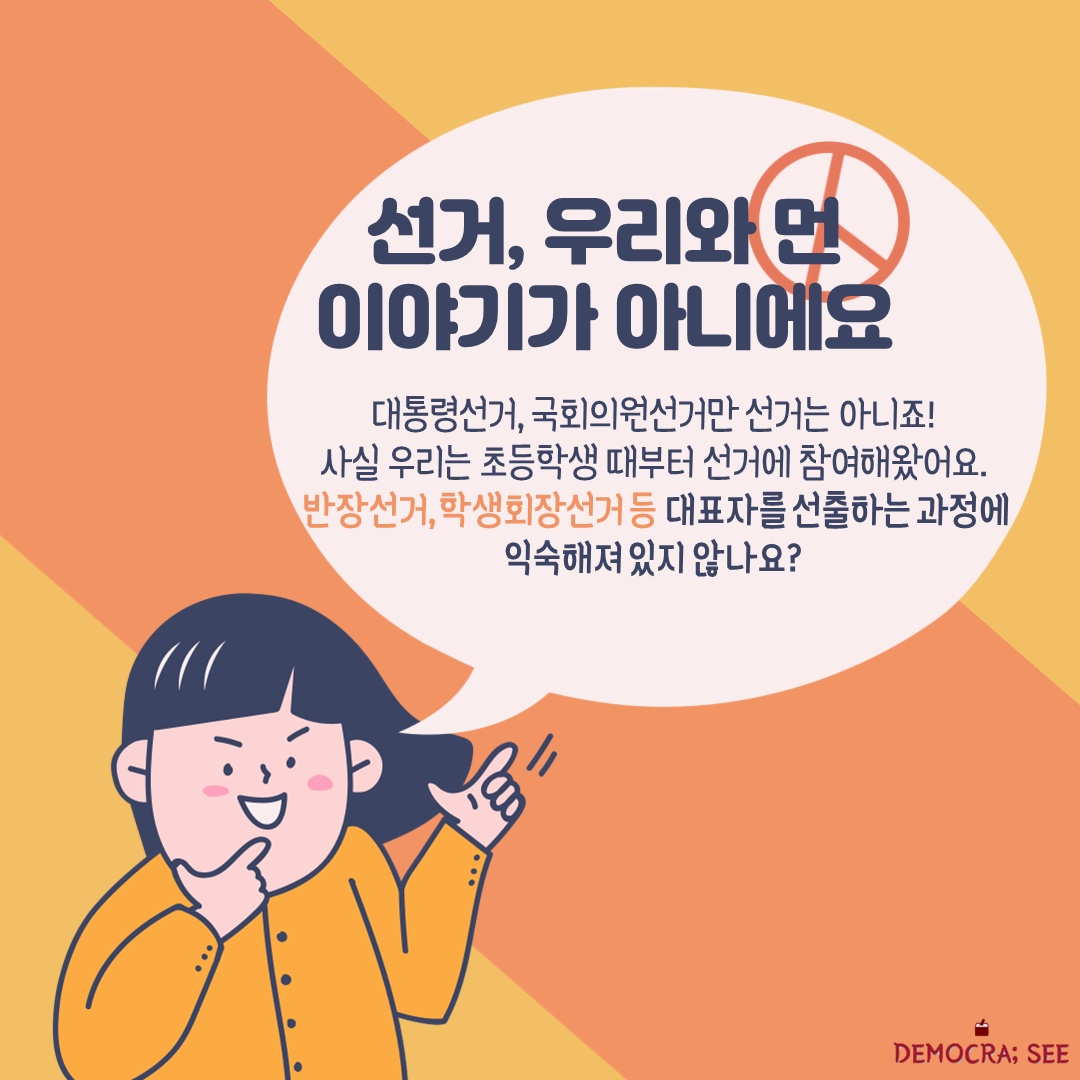 선거, 우리와 먼
이야기가 아니에요
대통령선거, 국회의원선거만 선거는 아니죠!
사실 우리는 초등학생 때부터 선거에 참여해왔어요.
반장선거, 학생회장선거 등 대표자를 선출하는 과정에
익숙해져 있지 않나요?
DEMOCRA; SEE